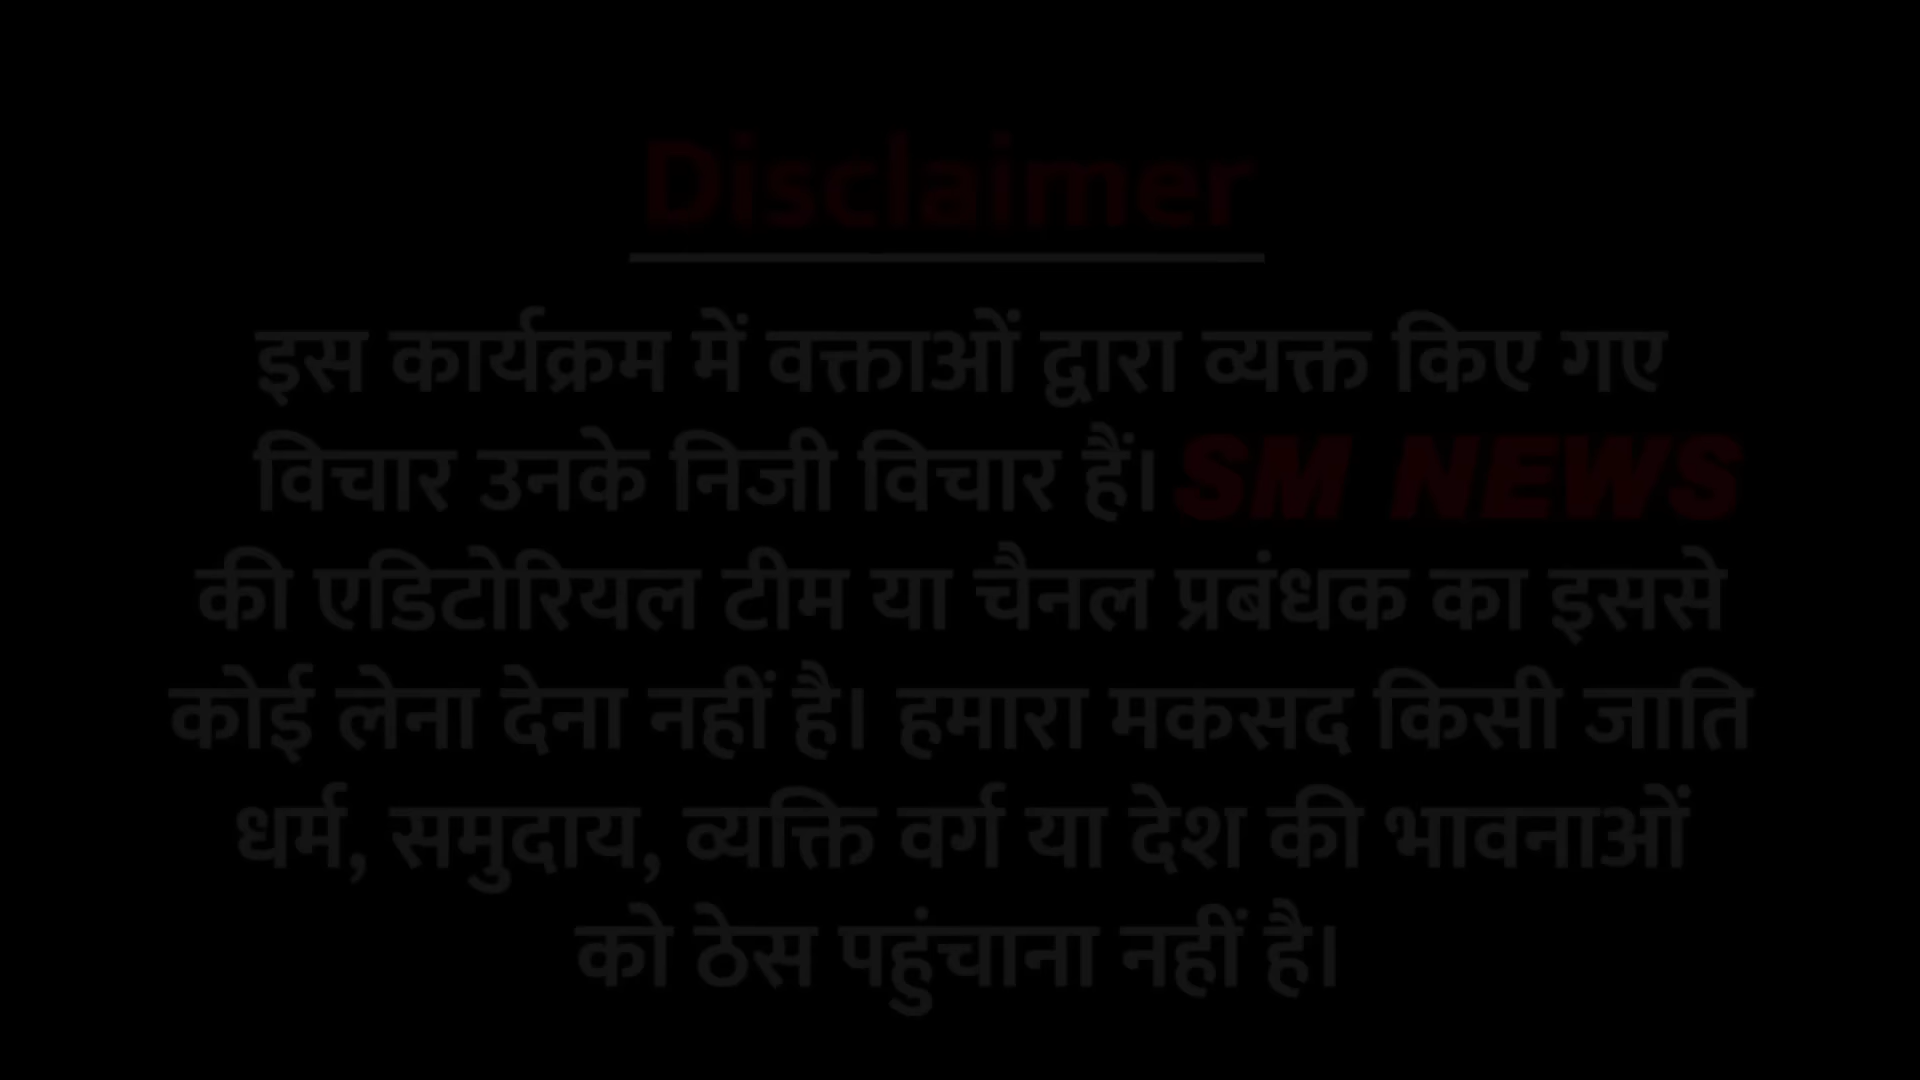 Disclaimer
इस कार्यक्रम में वक्ताओं द्वारा व्यक्त किए गए
विचार उनके निजी विचार हैं। SM NEWS
की एडिटोरियल टीम या चैनल प्रबंधक का इससे
कोई लेना देना नहीं है। हमारा मकसद किसी जाति
धर्म, समुदाय, व्यक्ति वर्ग या देश की भावनाओं
को ठेस पहुंचाना नहीं है।